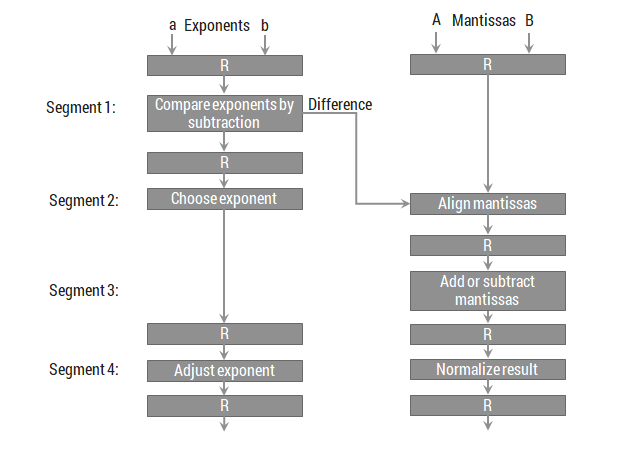 a Exponents b
A Mantissas B
R
R
Segment 1:
Compare exponents by
subtraction
Difference
R
Segment 2:
Choose exponent
Align mantissas
R
Segment 3:
Add or subtract
mantissas
R
R
Segment 4:
Adjust exponent
Normalize result
R
R